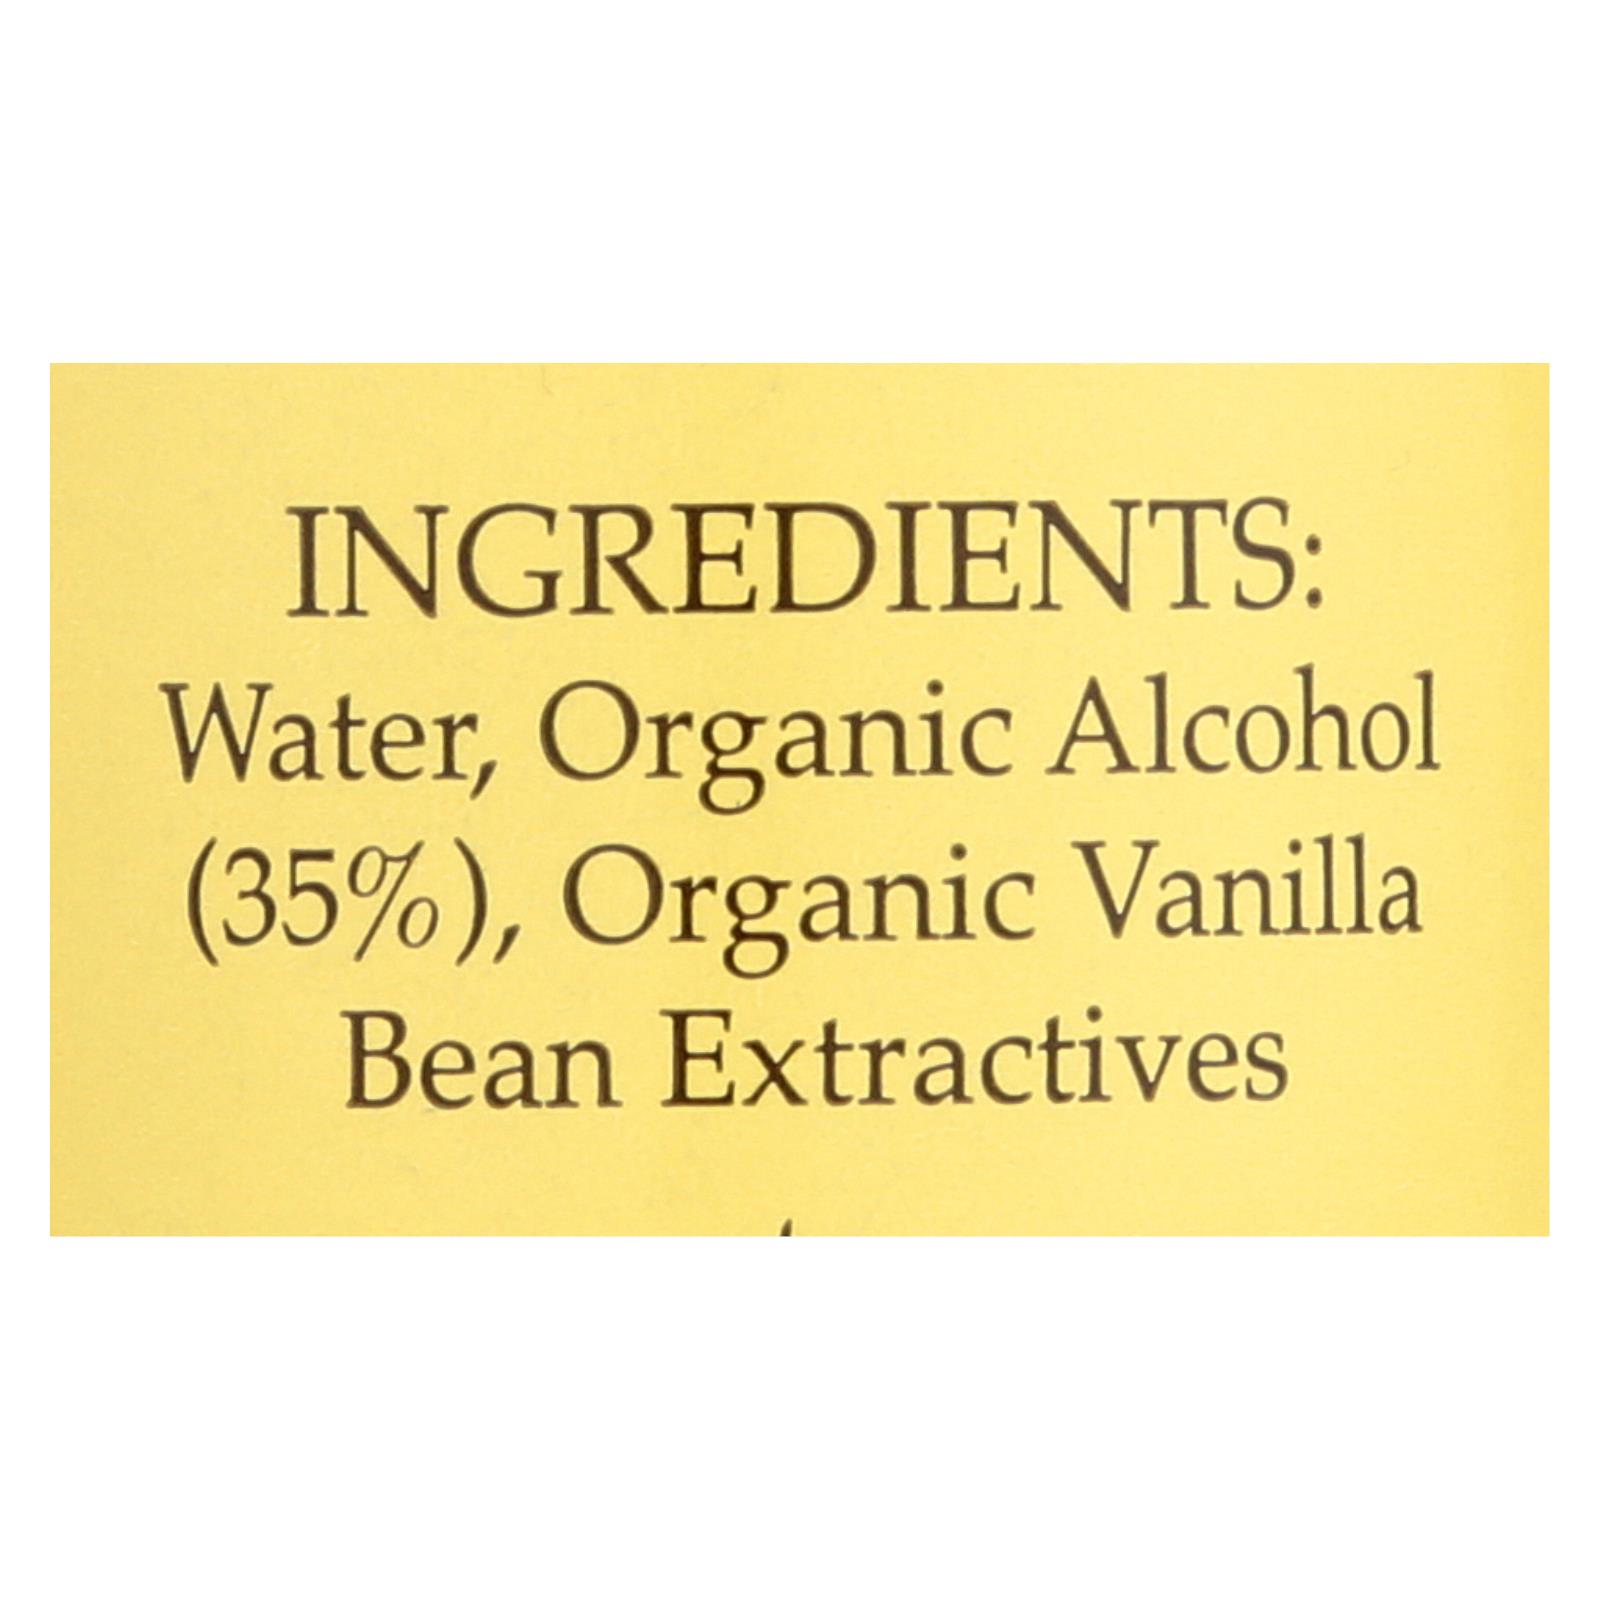 INGREDIENTS:
Water, Organic Alcohol
(35%), Organic Vanilla
Bean Extractives